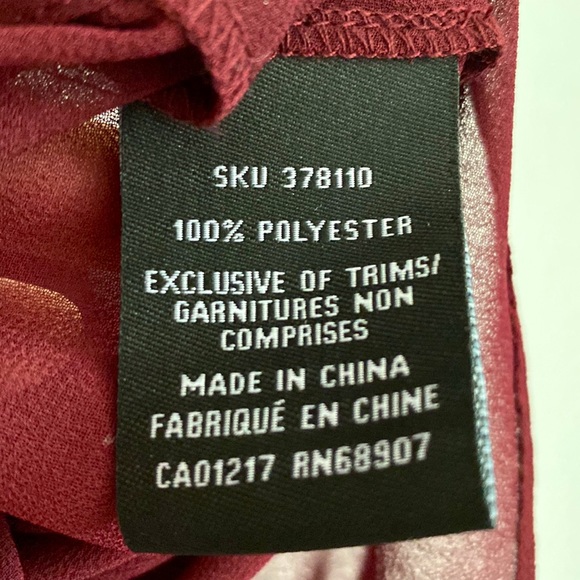 SKU 378110
100% POLYESTER
EXCLUSIVE OF TRIMS/
GARNITURES NON
COMPRISES
MADE IN CHINA
FABRIQUÉ EN CHINE
CA01217 RN68907